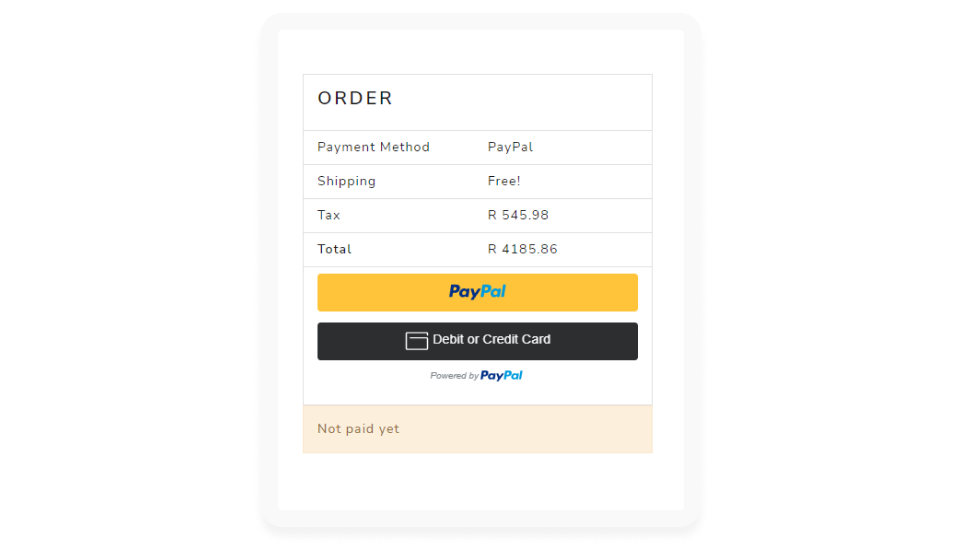 ORDER
Payment Method PayPal
Shipping Free!
Tax R 545.98
Total R 4185.86
PayPal
Debit or Credit Card
Powered by PayPal
Not paid yet